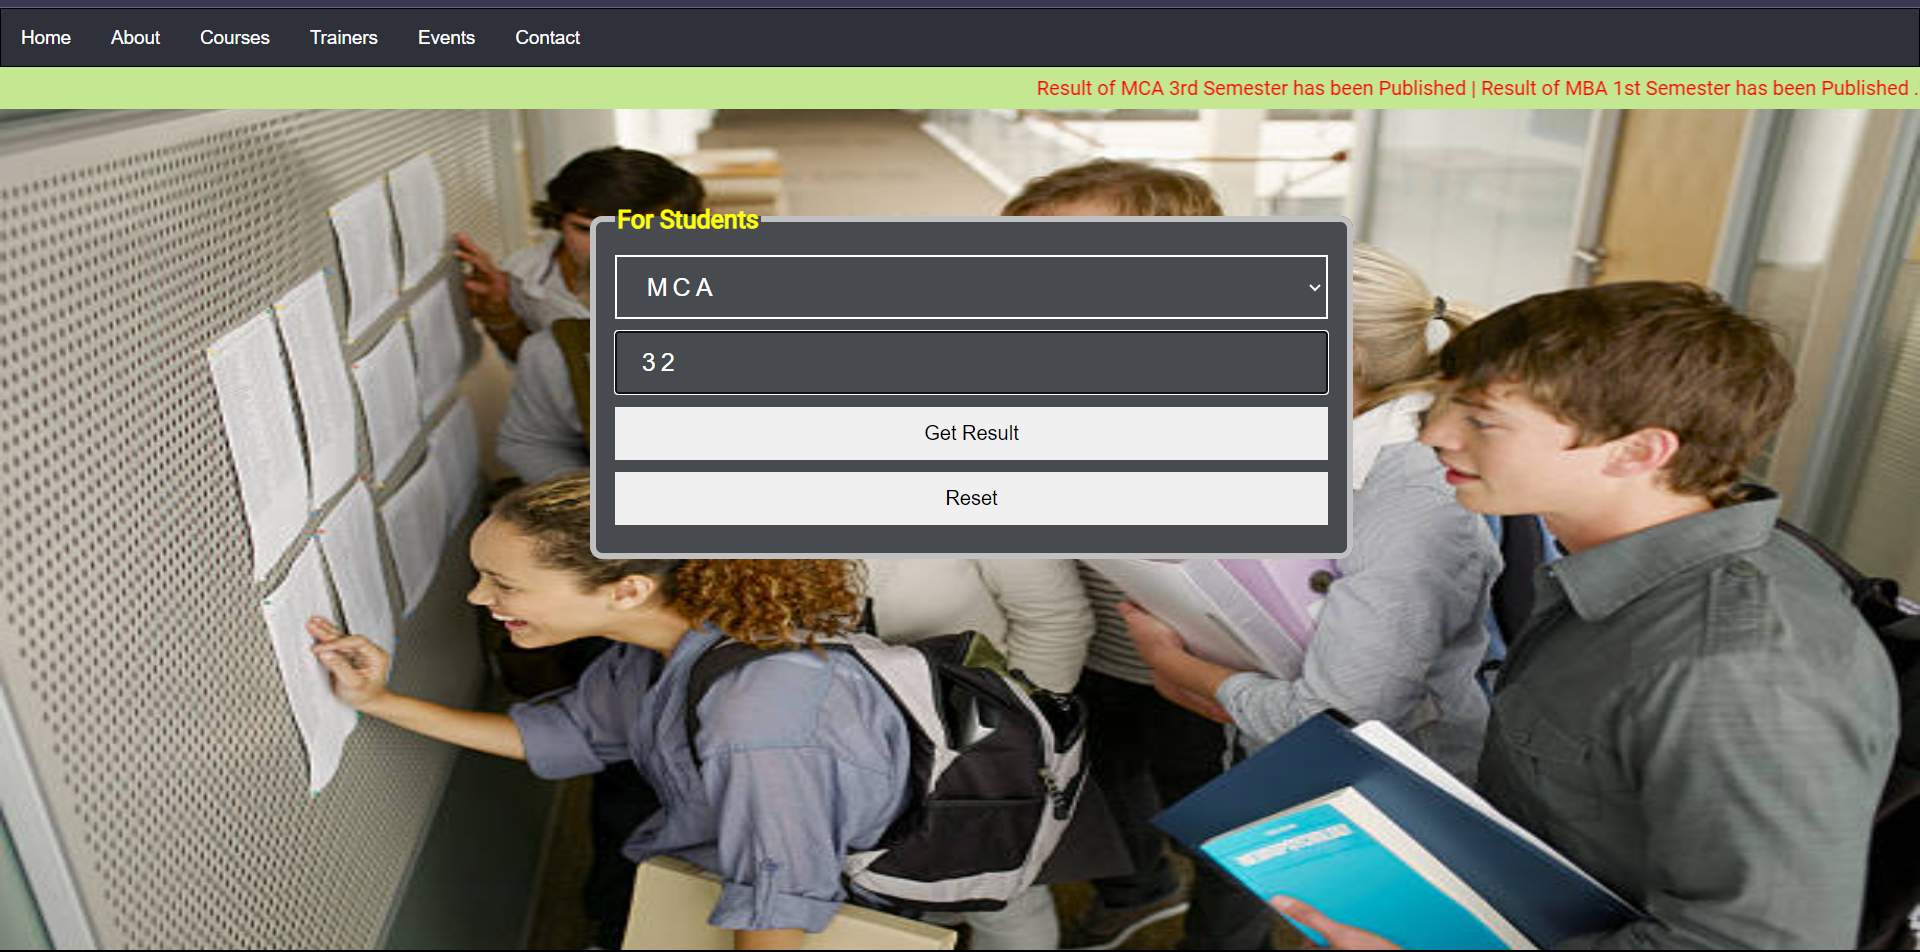 Home About Courses Trainers Events Contact
Result of MCA 3rd Semester has been Published | Result of MBA 1st Semester has been Published .
For Students
MCA
32
Get Result
Reset